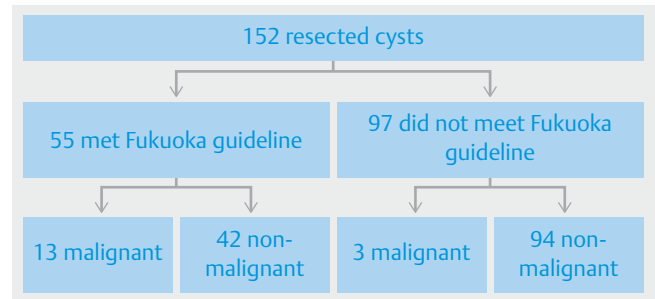 152 resected cysts
55 met Fukuoka guideline
97 did not meet Fukuoka
guideline
13 malignant
42 non-
malignant
3 malignant
94 non-
malignant